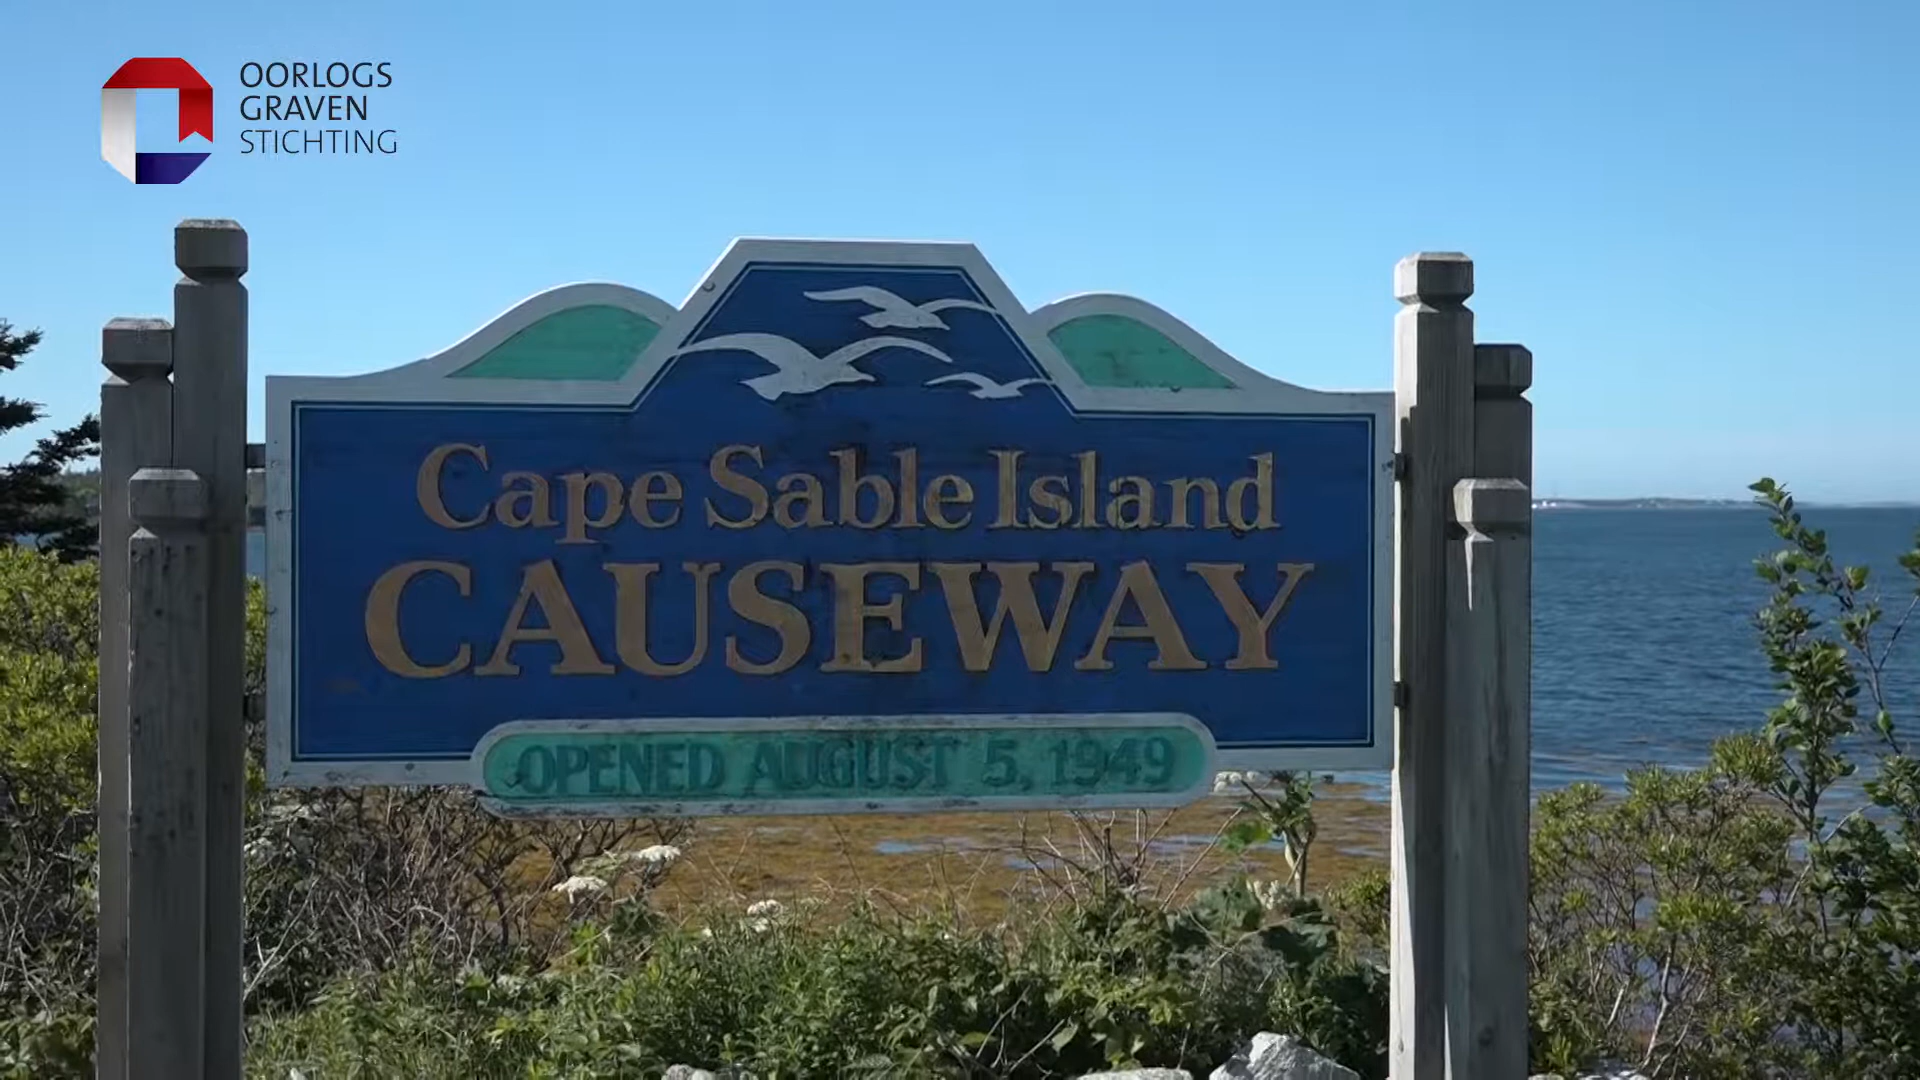 OORLOGS
GRAVEN
STICHTING
Cape Sable Island
CAUSEWAY
OPENED AUGUST 5, 1949